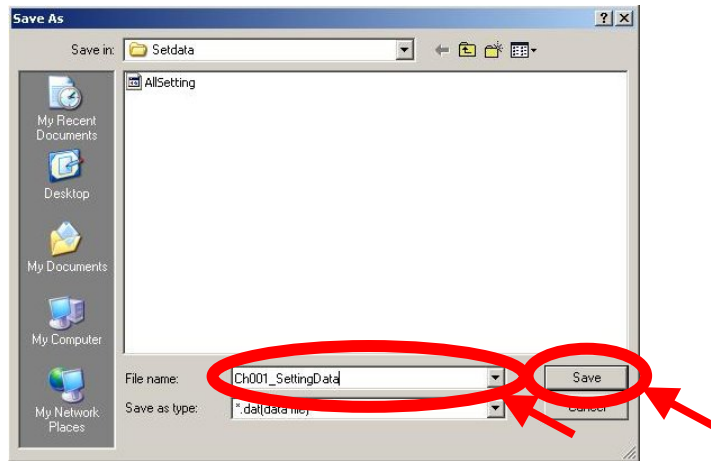 Save As
Save in: Setdata
AllSetting
My Recent
Documents
Desktop
My Documents
My Computer
My Network
Places
File name: Ch001_SettingData Save
Save as type: *.dat(data file) Cancel